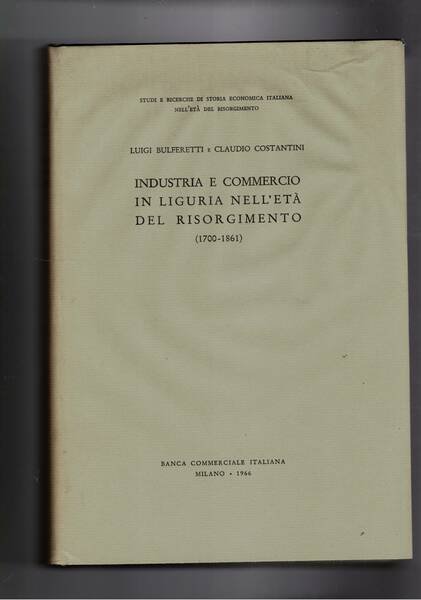 STUDI E RICERCHE DI STORIA ECONOMICA ITALIANA
NELL'ETÀ DEL RISORGIMENTO
LUIGI BULFERETTI E CLAUDIO COSTANTINI
INDUSTRIA E COMMERCIO
IN LIGURIA NELL'ETÀ
DEL RISORGIMENTO
(1700-1861)
BANCA COMMERCIALE ITALIANA
MILANO • 1966